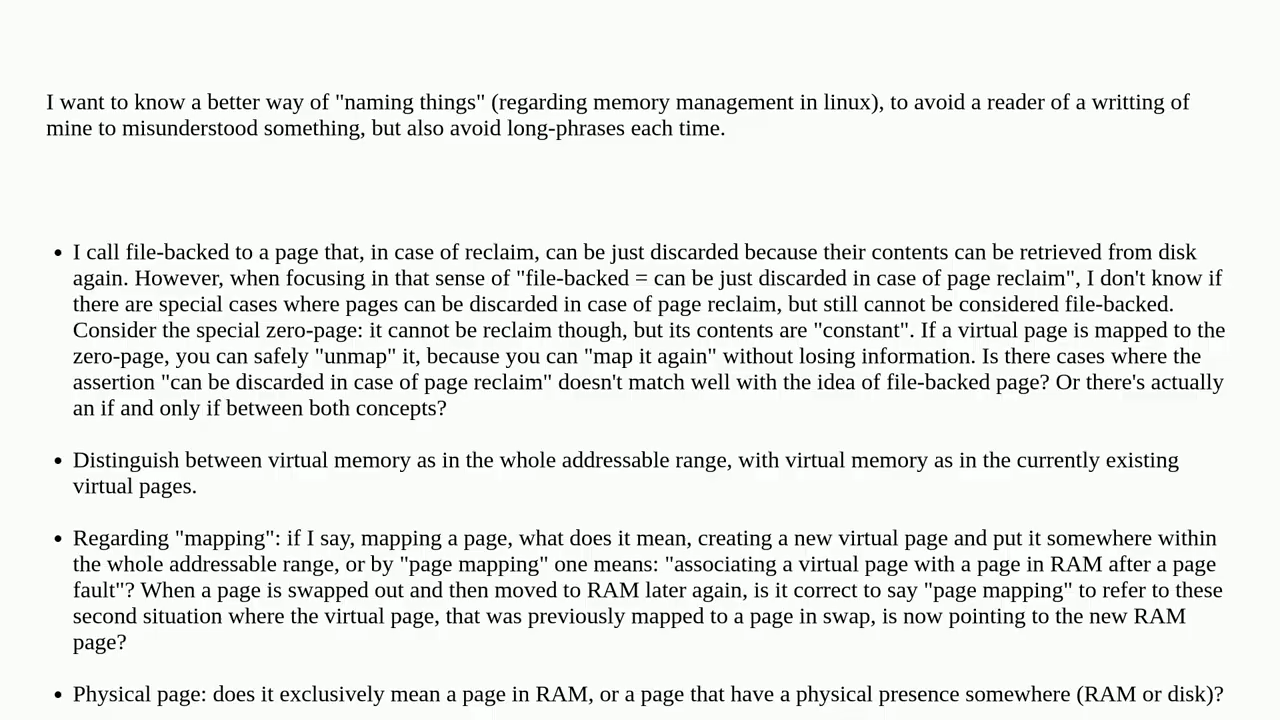 I want to know a better way of "naming things" (regarding memory management in linux), to avoid a reader of a writting of
mine to misunderstood something, but also avoid long-phrases each time.
• I call file-backed to a page that, in case of reclaim, can be just discarded because their contents can be retrieved from disk
again. However, when focusing in that sense of "file-backed = can be just discarded in case of page reclaim", I don't know if
there are special cases where pages can be discarded in case of page reclaim, but still cannot be considered file-backed.
Consider the special zero-page: it cannot be reclaim though, but its contents are "constant". If a virtual page is mapped to the
zero-page, you can safely "unmap" it, because you can "map it again" without losing information. Is there cases where the
assertion "can be discarded in case of page reclaim" doesn't match well with the idea of file-backed page? Or there's actually
an if and only if between both concepts?
• Distinguish between virtual memory as in the whole addressable range, with virtual memory as in the currently existing
virtual pages.
• Regarding "mapping": if I say, mapping a page, what does it mean, creating a new virtual page and put it somewhere within
the whole addressable range, or by "page mapping" one means: "associating a virtual page with a page in RAM after a page
fault"? When a page is swapped out and then moved to RAM later again, is it correct to say "page mapping" to refer to these
second situation where the virtual page, that was previously mapped to a page in swap, is now pointing to the new RAM
page?
• Physical page: does it exclusively mean a page in RAM, or a page that have a physical presence somewhere (RAM or disk)?